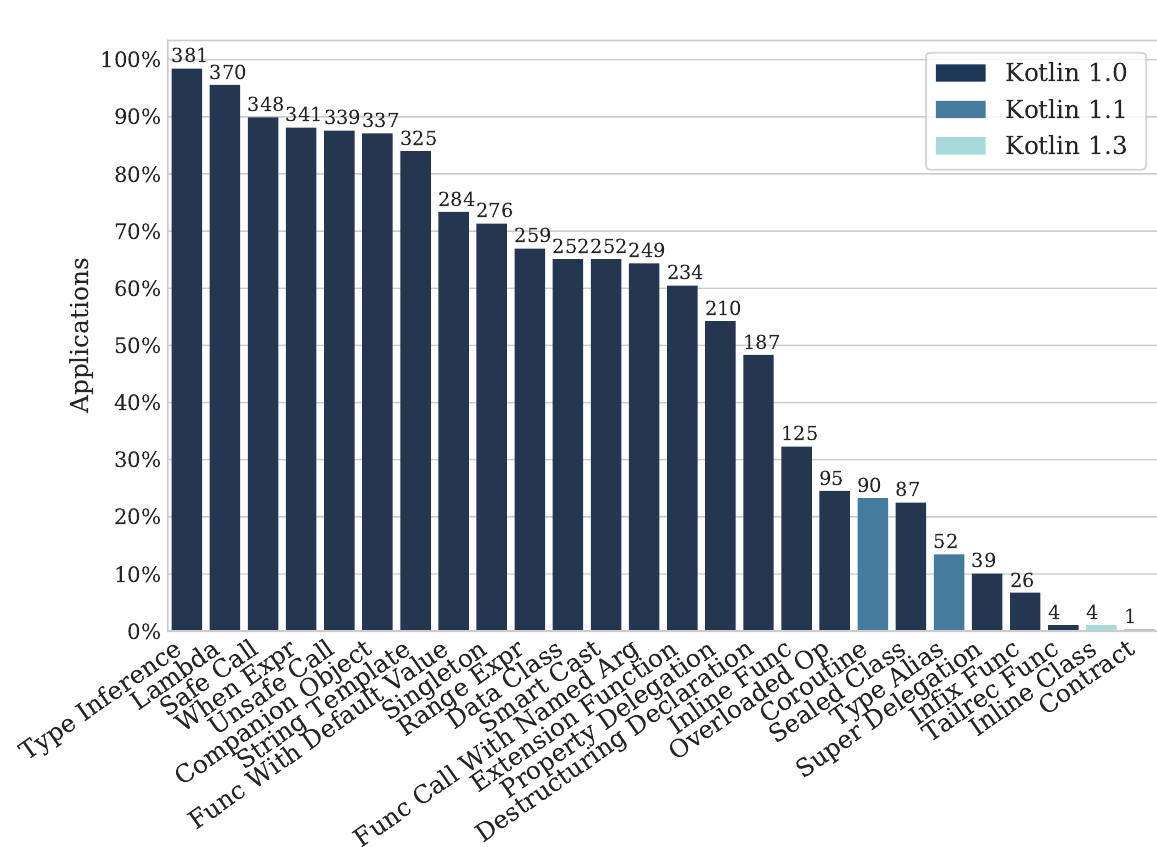 Applications
100%
90%
80%
70%
60%
50%
40%
30%
20%
10%
0%
381
370
348
341
339
337
325
284
276
259
252
252
249
234
210
187
125
95
90
87
52
39
26
4
4
1
Kotlin 1.0
Kotlin 1.1
Kotlin 1.3
Type Inference
Lambda
Safe Call
When Expr
Unsafe Call
Companion Object
String Template
Func With Default Value
Singleton
Range Expr
Data Class
Smart Cast
Func Call With Named Arg
Extension Function
Property Delegation
Destructuring Declaration
Inline Func
Overloaded Op
Coroutine
Sealed Class
Type Alias
Super Delegation
Infix Func
Tailrec Func
Inline Class
Contract